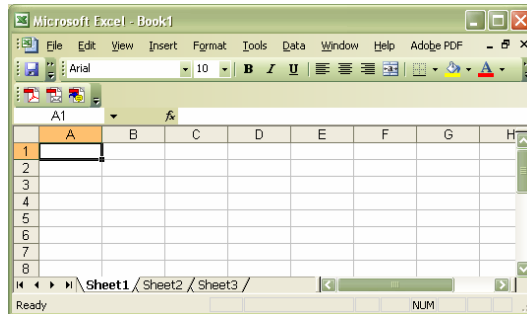 Microsoft Excel - Book1
File Edit View Insert Format Tools Data Window Help Adobe PDF
Arial 10 B I U A
A1 fx
A B C D E F G H
1
2
3
4
5
6
7
8
Sheet1 Sheet2 Sheet3
Ready NUM